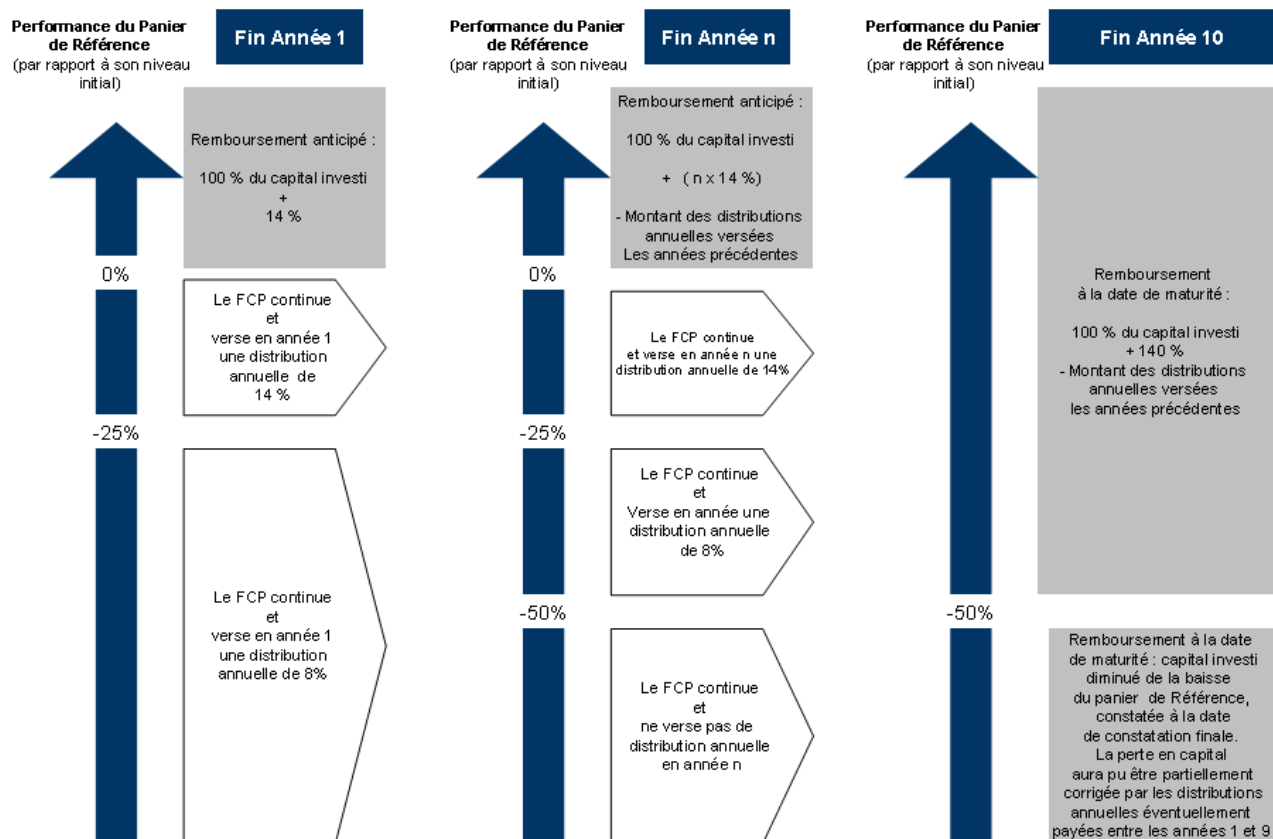 Performance du Panier
de Référence
(par rapport à son niveau
initial)
Fin Année 1
Remboursement anticipé :
100 % du capital investi
+
14 %
0%
Le FCP continue
et
verse en année 1
une distribution
annuelle de
14 %
-25%
Le FCP continue
et
verse en année 1
une distribution
annuelle de 8%
Performance du Panier
de Référence
(par rapport à son niveau
initial)
Fin Année n
Remboursement anticipé :
100 % du capital investi
+ ( n x 14 %)
- Montant des distributions
annuelles versées
Les années précédentes
0%
Le FCP continue
et verse en année n une
distribution annuelle de 14%
-25%
Le FCP continue
et
Verse en année une
distribution annuelle
de 8%
-50%
Le FCP continue
et
ne verse pas de
distribution annuelle
en année n
Performance du Panier
de Référence
(par rapport à son niveau
initial)
Fin Année 10
Remboursement
à la date de maturité :
100 % du capital investi
+ 140 %
- Montant des distributions
annuelles versées
les années précédentes
-50%
Remboursement à la date
de maturité : capital investi
diminué de la baisse
du panier de Référence,
constatée à la date
de constatation finale.
La perte en capital
aura pu être partiellement
corrigée par les distributions
annuelles éventuellement
payées entre les années 1 et 9